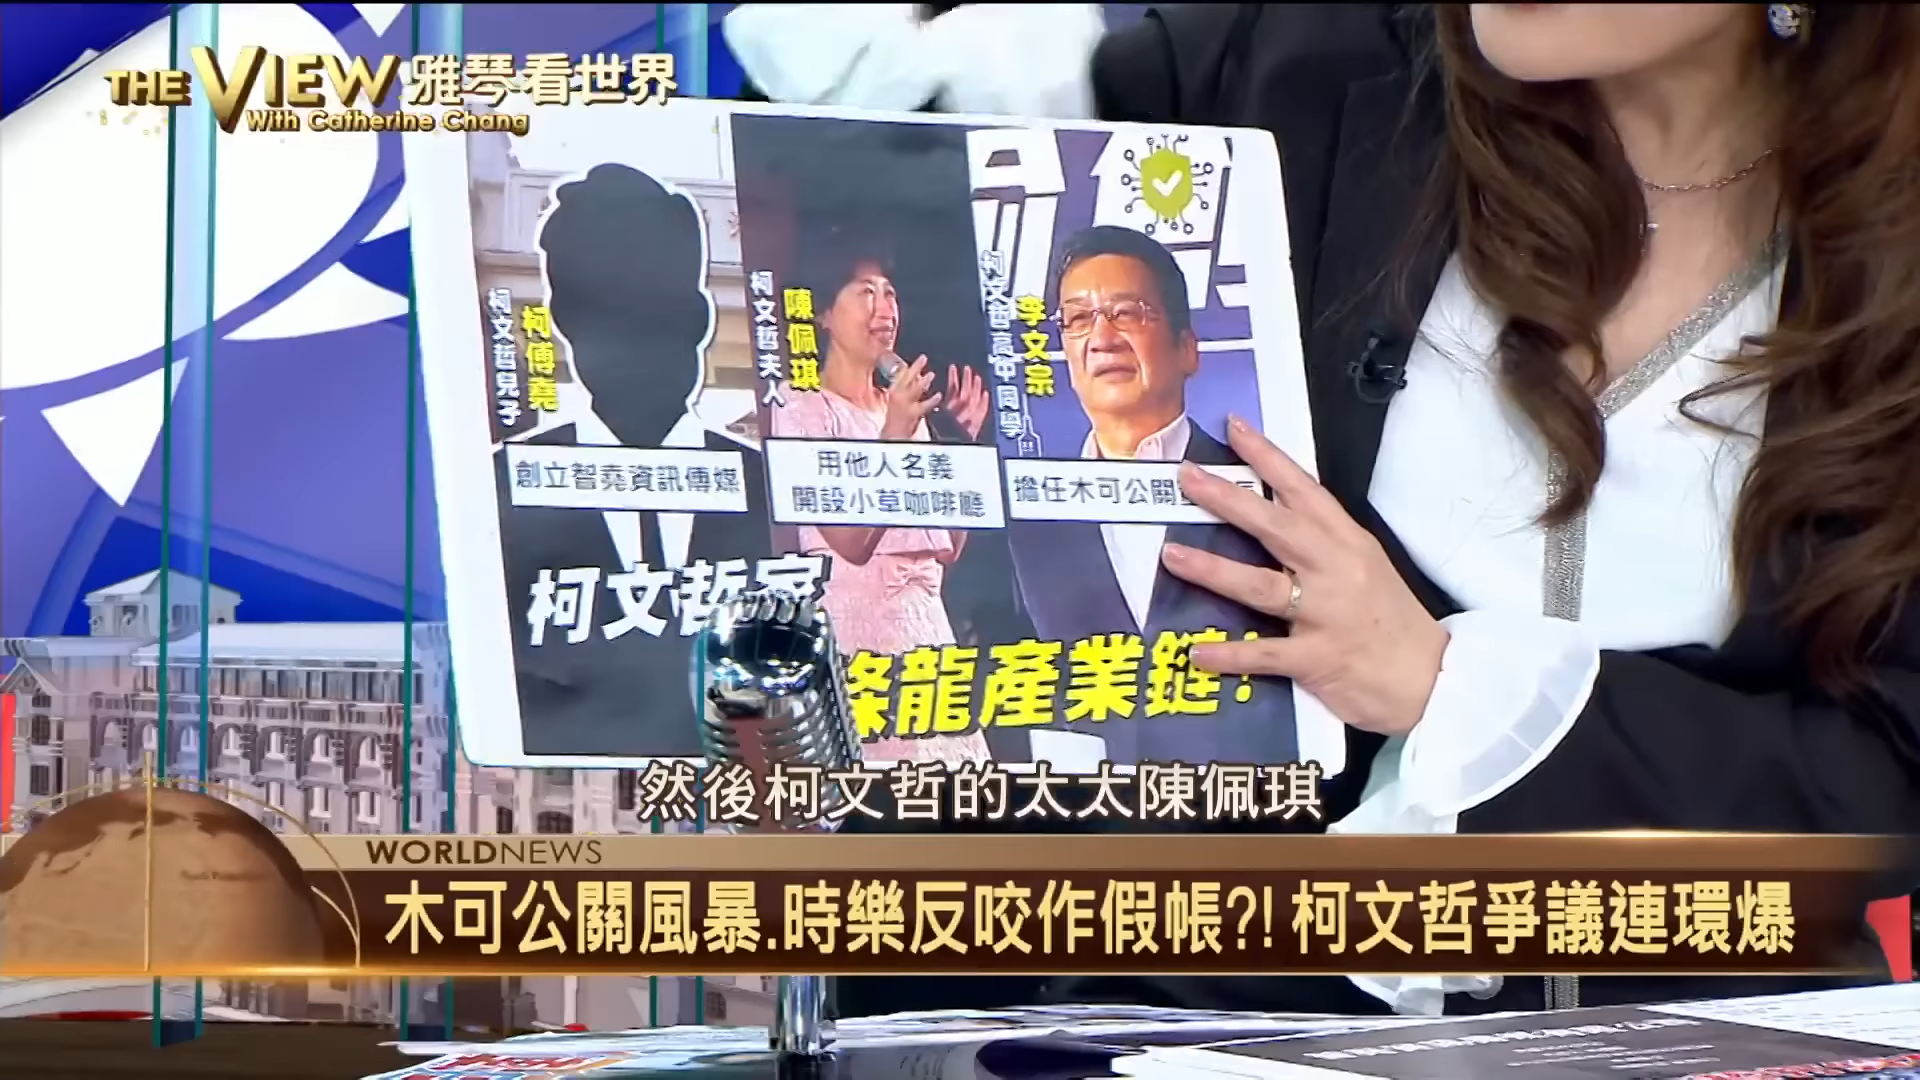 THE VIEW 雅琴看世界
With Catherine Chang
柯文哲兒子
柯傅堯
創立智堯資訊傳媒
柯文哲夫人
陳佩琪
用他人名義
開設小草咖啡廳
柯文哲高中同學
李文宗
擔任木可公關
柯文哲家
條龍產業鏈!
然後柯文哲的太太陳佩琪
WORLDNEWS
木可公關風暴.時樂反咬作假帳?! 柯文哲爭議連環爆